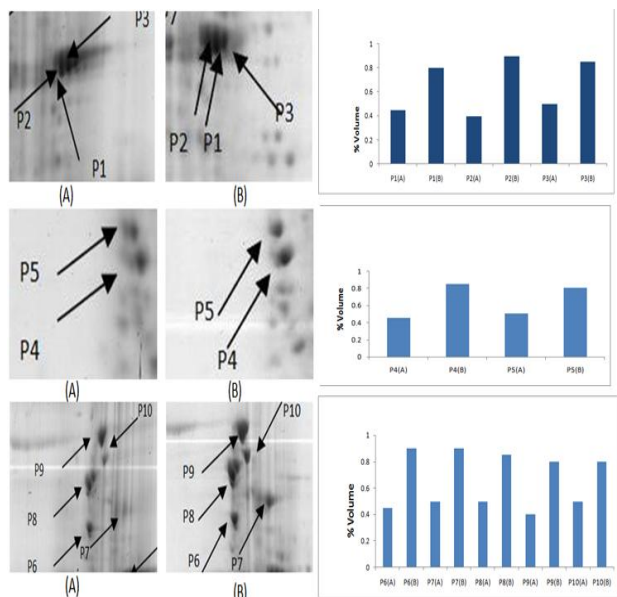 P3
P2
P1
(A)
P2
P1
P3
(B)
% Volume
1
0.8
0.6
0.4
0.2
0
P1(A) P1(B) P2(A) P2(B) P3(A) P3(B)
P5
P4
(A)
P5
P4
(B)
% Volume
1
0.8
0.6
0.4
0.2
0
P4(A) P4(B) P5(A) P5(B)
P10
P9
P8
P6
P7
(A)
P10
P9
P8
P6
P7
(B)
% Volume
1
0.8
0.6
0.4
0.2
0
P6(A) P6(B) P7(A) P7(B) P8(A) P8(B) P9(A) P9(B) P10(A) P10(B)